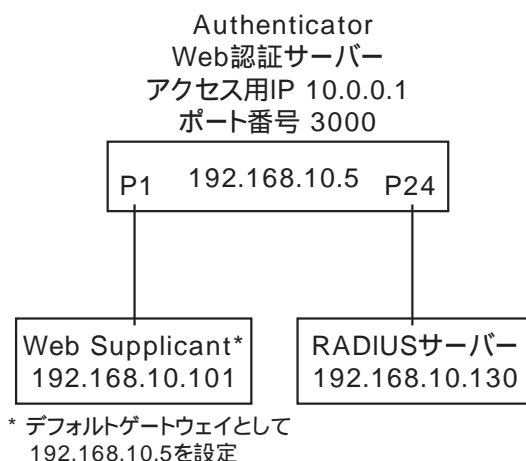 Authenticator
Web認証サーバー
アクセス用IP 10.0.0.1
ポート番号 3000
P1 192.168.10.5 P24
Web Supplicant*
192.168.10.101
RADIUSサーバー
192.168.10.130
* デフォルトゲートウェイとして
192.168.10.5を設定